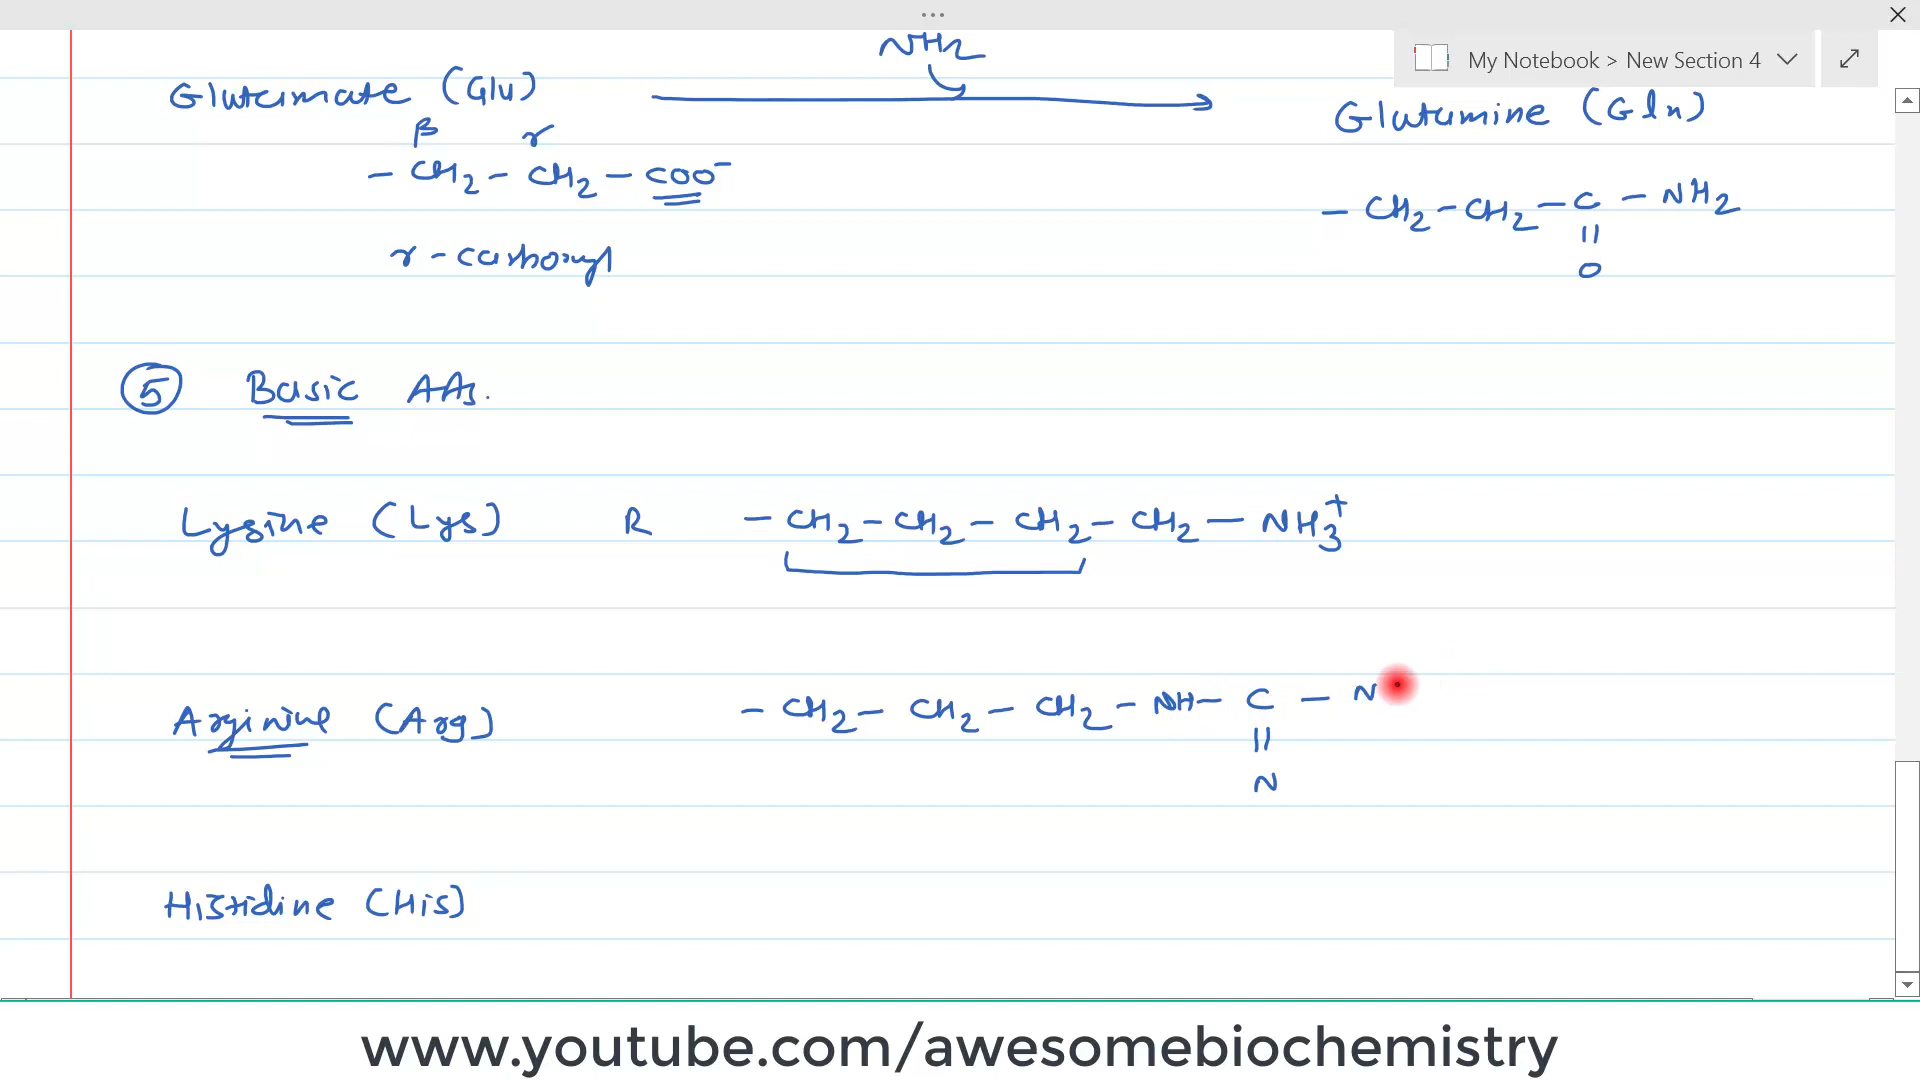 My Notebook > New Section 4
NH2
Glutamate (Glu)
Glutamine (Gln)
β γ
- CH2 - CH2 - COO⁻
- CH2 - CH2 - C - NH2
||
O
γ - carboxyl
5 Basic AAs.
Lysine (Lys) R - CH2 - CH2 - CH2 - CH2 - NH3+
Arginine (Arg) - CH2 - CH2 - CH2 - NH - C - N
||
N
Histidine (His)
www.youtube.com/awesomebiochemistry